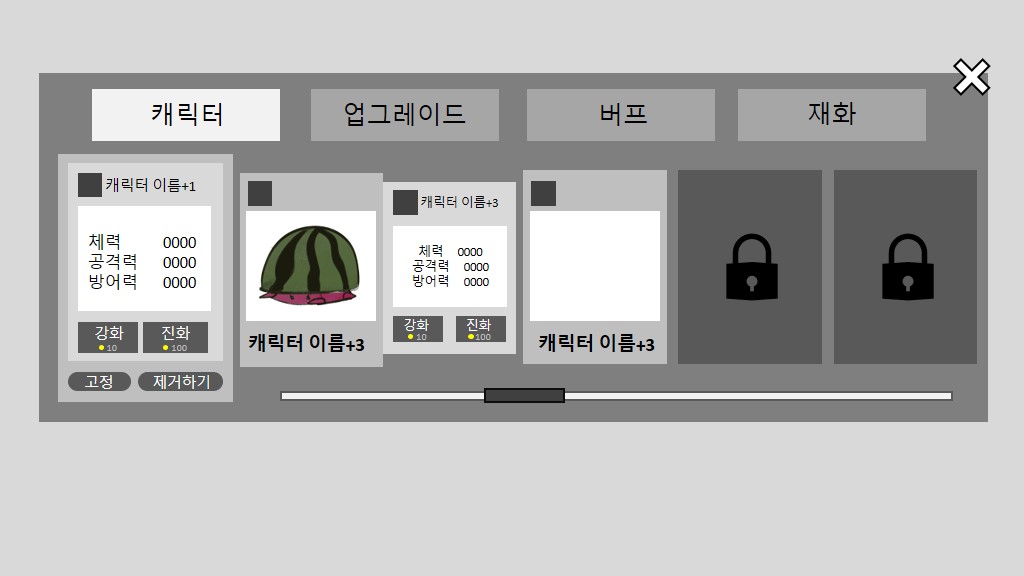 캐릭터
업그레이드
버프
재화
캐릭터 이름+1
체력 0000
공격력 0000
방어력 0000
강화
10
진화
100
고정
제거하기
캐릭터 이름+3
캐릭터 이름+3
체력 0000
공격력 0000
방어력 0000
강화
10
진화
100
캐릭터 이름+3